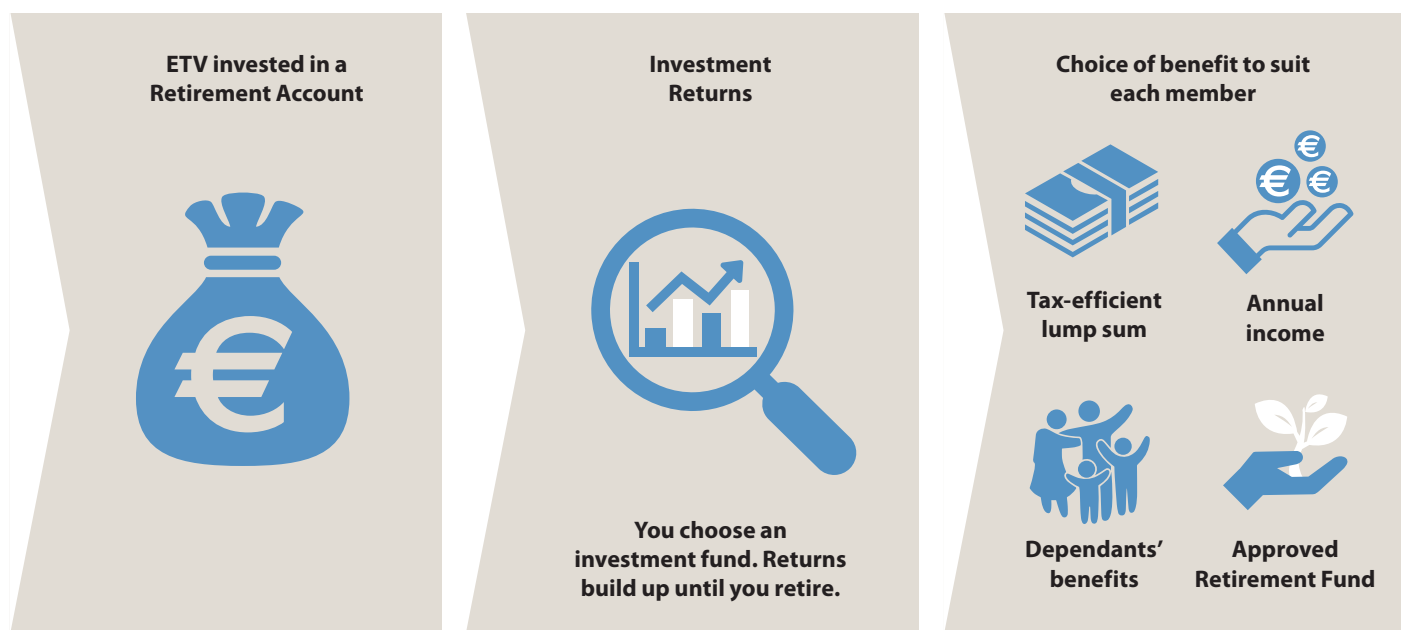 ETV invested in a
Retirement Account
€
Investment
Returns
You choose an
investment fund. Returns
build up until you retire.
Choice of benefit to suit
each member
Tax-efficient
lump sum
€
€ €
Annual
income
Dependants’
benefits
Approved
Retirement Fund